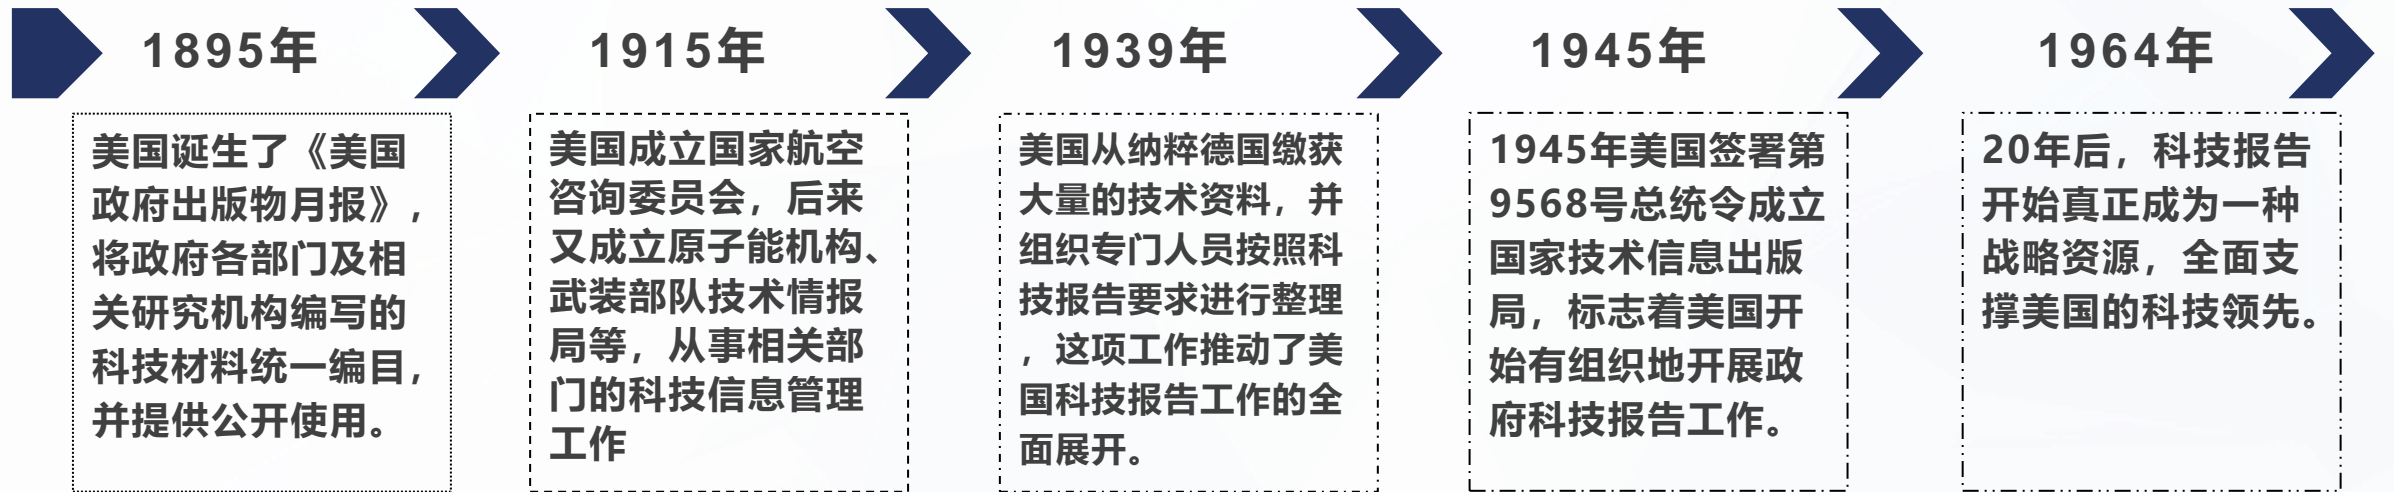 1895年
美国诞生了《美国
政府出版物月报》，
将政府各部门及相
关研究机构编写的
科技材料统一编目，
并提供公开使用。
1915年
美国成立国家航空
咨询委员会，后来
又成立原子能机构、
武装部队技术情报
局等，从事相关部
门的科技信息管理
工作
1939年
美国从纳粹德国缴获
大量的技术资料，并
组织专门人员按照科
技报告要求进行整理
，这项工作推动了美
国科技报告工作的全
面展开。
1945年
1945年美国签署第
9568号总统令成立
国家技术信息出版
局，标志着美国开
始有组织地开展政
府科技报告工作。
1964年
20年后，科技报告
开始真正成为一种
战略资源，全面支
撑美国的科技领先。